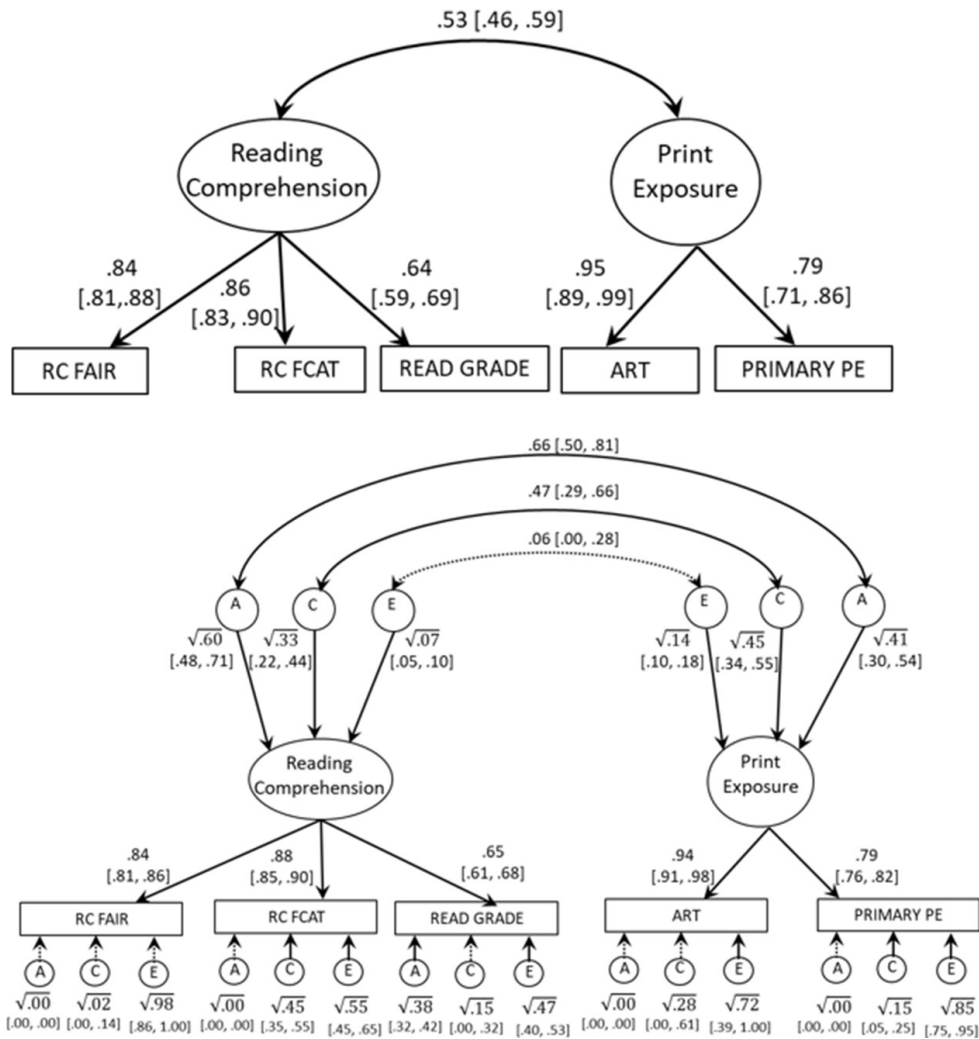 .53 [.46, .59]
Reading
Comprehension
Print
Exposure
.84
[.81,.88]
.86
[.83, .90]
.64
[.59, .69]
.95
[.89, .99]
.79
[.71, .86]
RC FAIR
RC FCAT
READ GRADE
ART
PRIMARY PE
.66 [.50, .81]
.47 [.29, .66]
.06 [.00, .28]
A C E E C A
√.60 √.33 √.07 √.14 √.45 √.41
[.48, .71] [.22, .44] [.05, .10] [.10, .18] [.34, .55] [.30, .54]
Reading
Comprehension
Print
Exposure
.84
[.81, .86]
.88
[.85, .90]
.65
[.61, .68]
.94
[.91, .98]
.79
[.76, .82]
RC FAIR
RC FCAT
READ GRADE
ART
PRIMARY PE
A C E A C E A C E A C E A C E
√.00 √.02 √.98 √.00 √.45 √.55 √.38 √.15 √.47 √.00 √.28 √.72 √.00 √.15 √.85
[.00, .00] [.00, .14] [.86, 1.00] [.00, .00] [.35, .55] [.45, .65] [.32, .42] [.00, .32] [.40, .53] [.00, .00] [.00, .61] [.39, 1.00] [.00, .00] [.05, .25] [.75, .95]